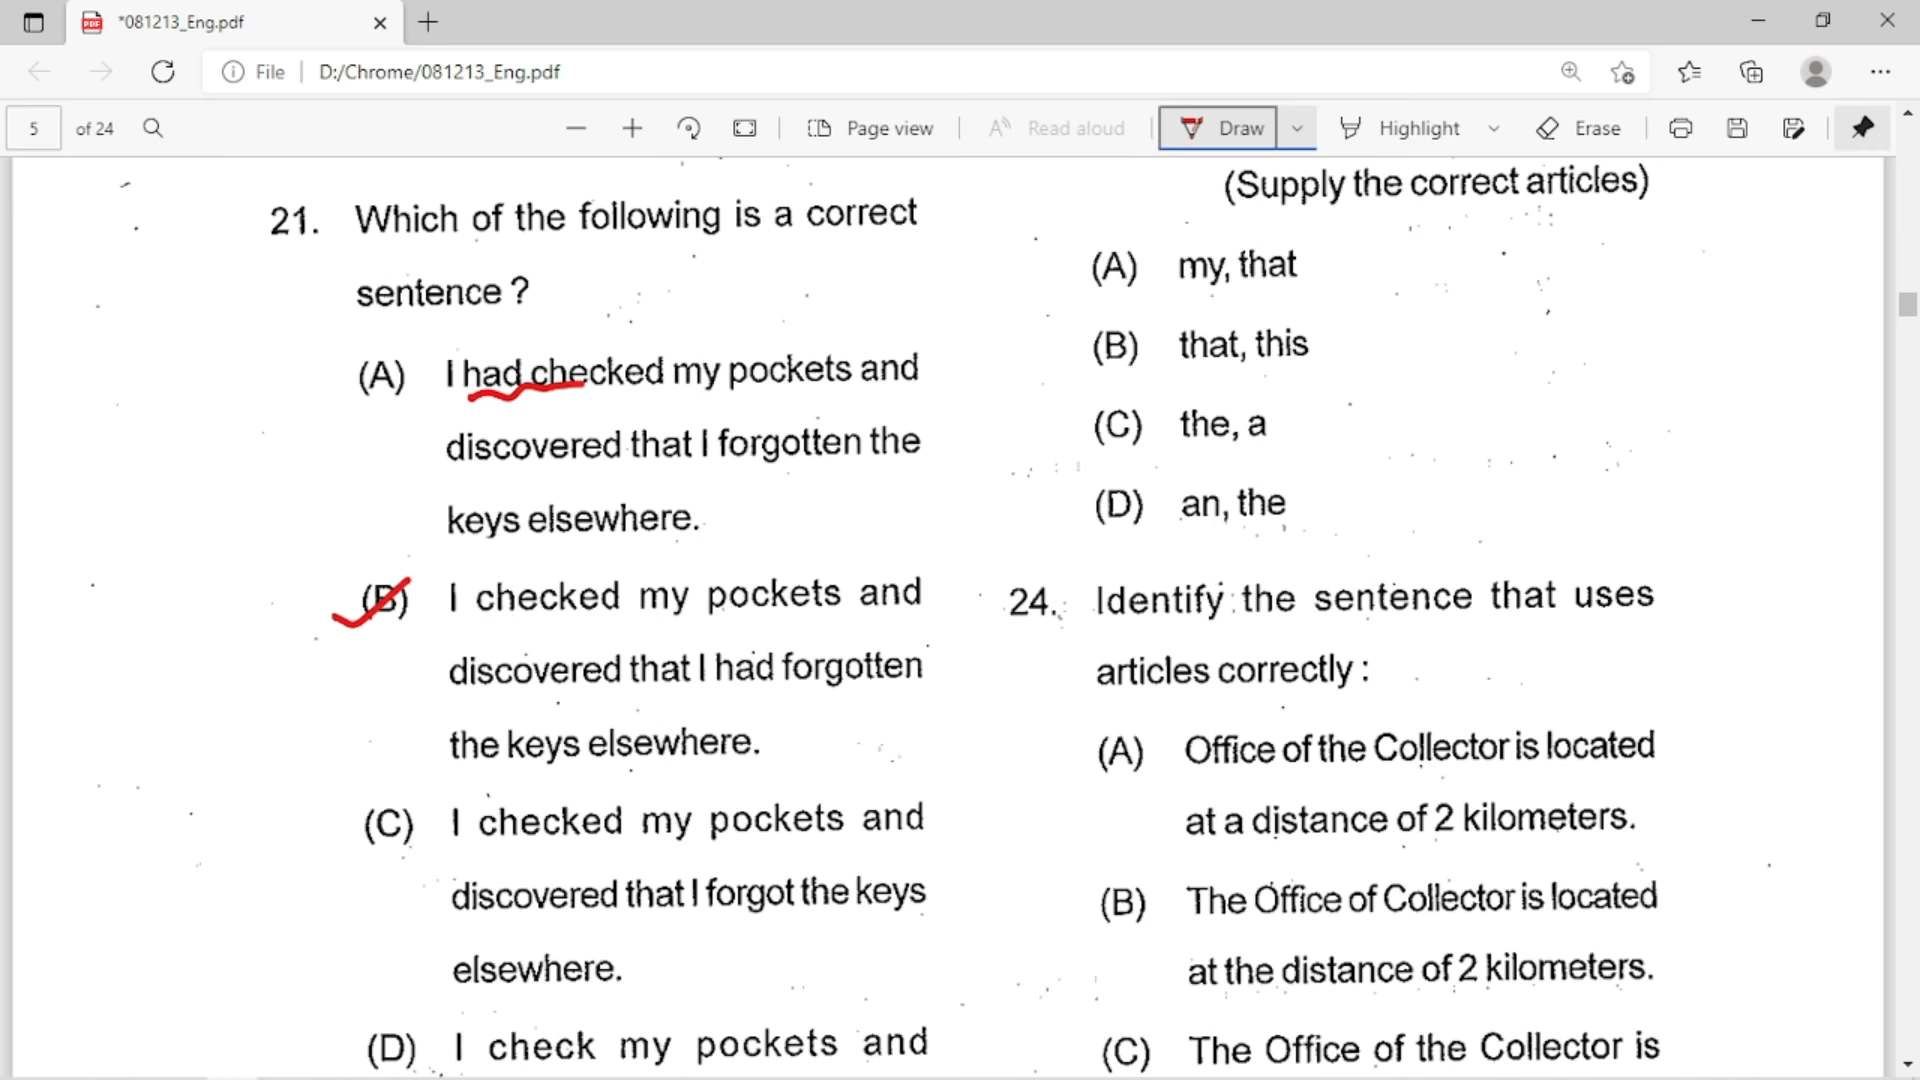 *081213_Eng.pdf
File
D:/Chrome/081213_Eng.pdf
5
of 24
Page view
Read aloud
Draw
Highlight
Erase
21. Which of the following is a correct
sentence ?
(A) I had checked my pockets and
discovered that I forgotten the
keys elsewhere.
(B) I checked my pockets and
discovered that I had forgotten
the keys elsewhere.
(C) I checked my pockets and
discovered that I forgot the keys
elsewhere.
(D) I check my pockets and
(Supply the correct articles)
(A) my, that
(B) that, this
(C) the, a
(D) an, the
24. Identify the sentence that uses
articles correctly :
(A) Office of the Collector is located
at a distance of 2 kilometers.
(B) The Office of Collector is located
at the distance of 2 kilometers.
(C) The Office of the Collector is